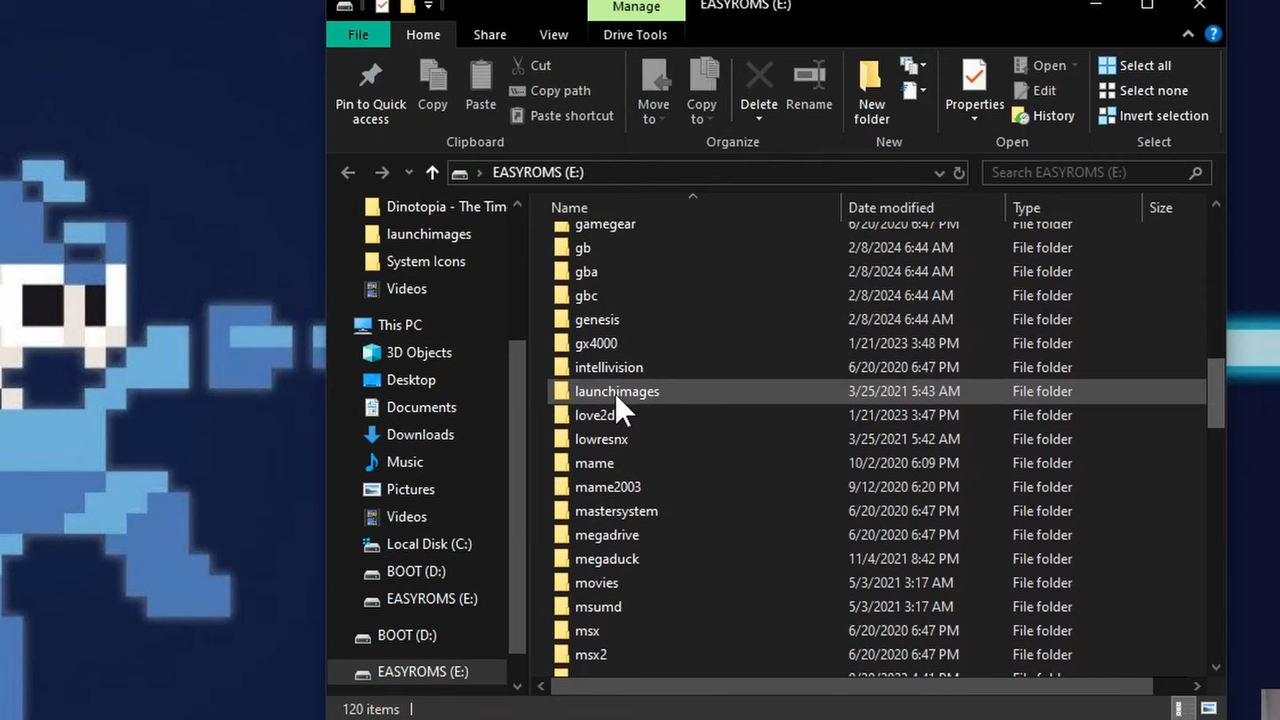 Manage
EASYROMS (E:)
File
Home
Share
View
Drive Tools
Pin to Quick
access
Copy
Paste
Cut
Copy path
Paste shortcut
Clipboard
Move
to
Copy
to
Delete
Rename
Organize
New
folder
New
Properties
Open
Edit
History
Open
Select all
Select none
Invert selection
Select
EASYROMS (E:)
Search EASYROMS (E:)
Dinotopia - The Tim
launchimages
System Icons
Videos
This PC
3D Objects
Desktop
Documents
Downloads
Music
Pictures
Videos
Local Disk (C:)
BOOT (D:)
EASYROMS (E:)
BOOT (D:)
EASYROMS (E:)
Name Date modified Type Size
gamegear 6/20/2020 6:47 PM File folder
gb 2/8/2024 6:44 AM File folder
gba 2/8/2024 6:44 AM File folder
gbc 2/8/2024 6:44 AM File folder
genesis 2/8/2024 6:44 AM File folder
gx4000 1/21/2023 3:48 PM File folder
intellivision 6/20/2020 6:47 PM File folder
launchimages 3/25/2021 5:43 AM File folder
love2d 1/21/2023 3:47 PM File folder
lowresnx 3/25/2021 5:42 AM File folder
mame 10/2/2020 6:09 PM File folder
mame2003 9/12/2020 6:20 PM File folder
mastersystem 6/20/2020 6:47 PM File folder
megadrive 6/20/2020 6:47 PM File folder
megaduck 11/4/2021 8:42 PM File folder
movies 5/3/2021 3:17 AM File folder
msumd 5/3/2021 3:17 AM File folder
msx 6/20/2020 6:47 PM File folder
msx2 6/20/2020 6:47 PM File folder
120 items